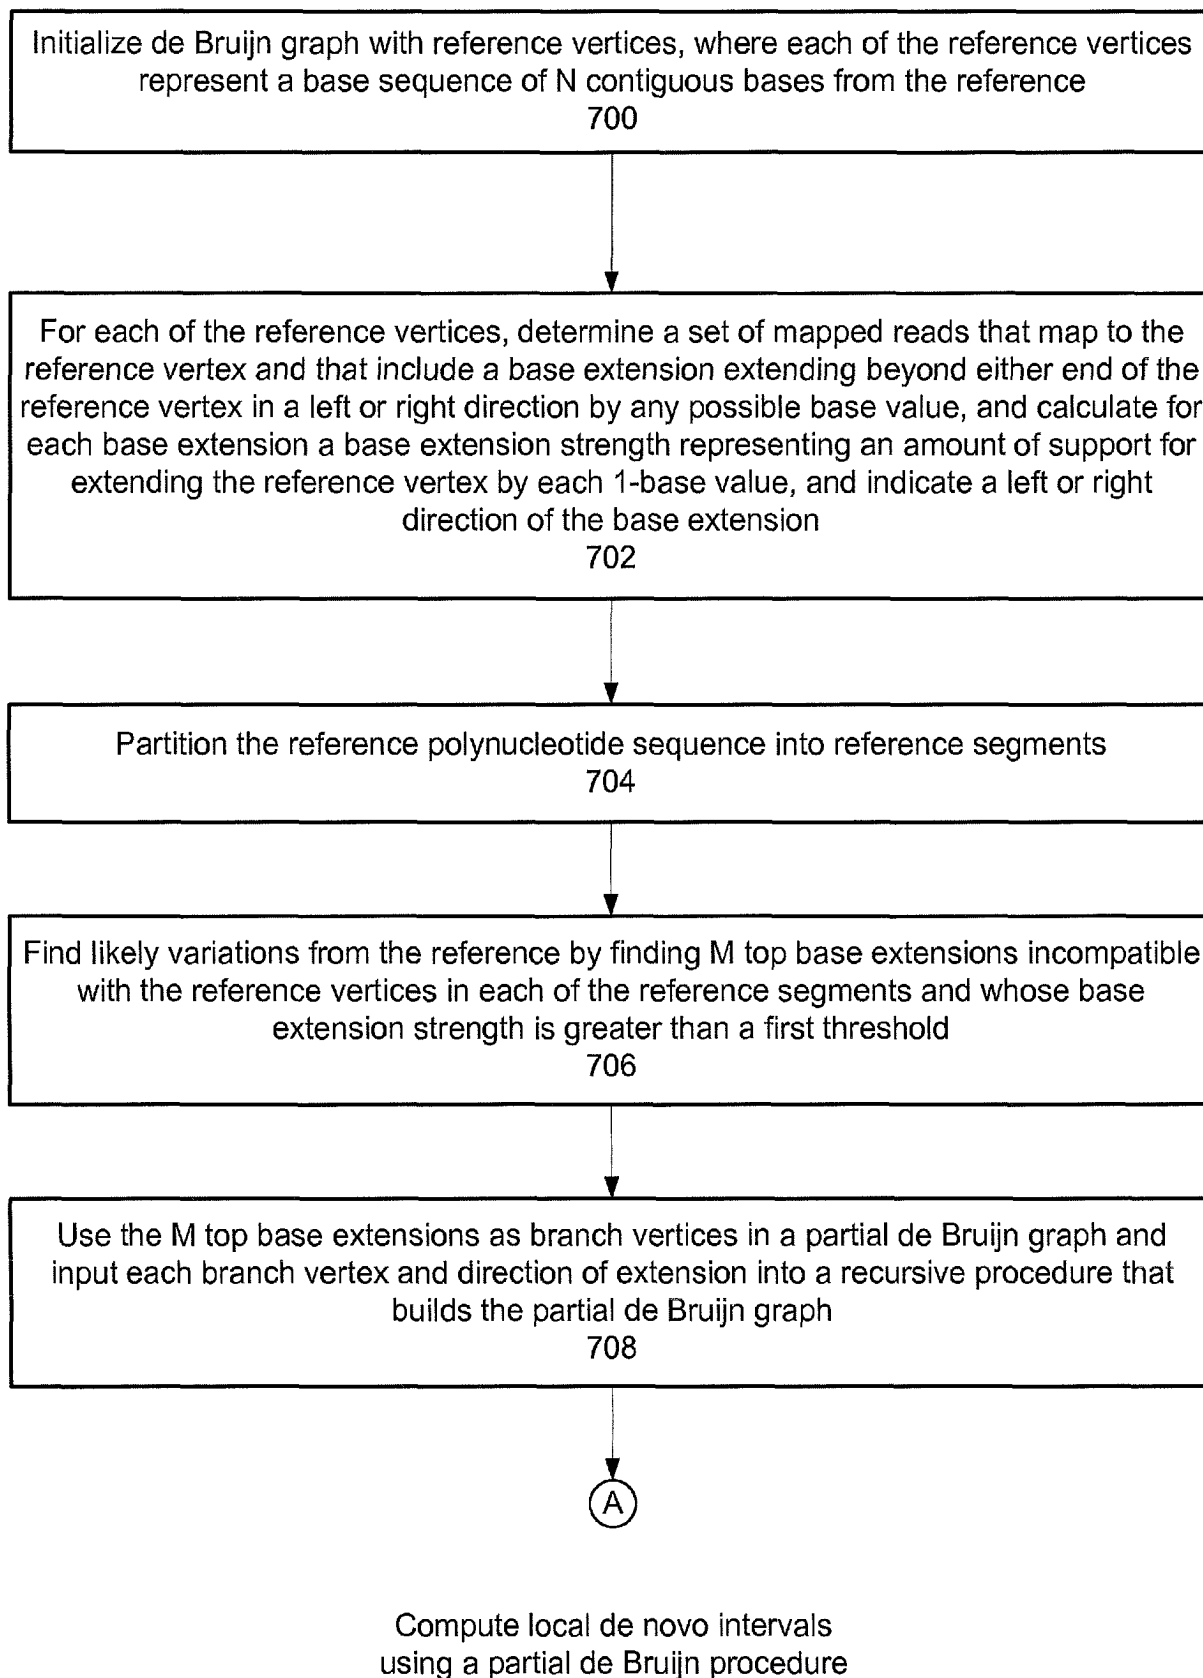 Initialize de Bruijn graph with reference vertices, where each of the reference vertices
represent a base sequence of N contiguous bases from the reference
700
For each of the reference vertices, determine a set of mapped reads that map to the
reference vertex and that include a base extension extending beyond either end of the
reference vertex in a left or right direction by any possible base value, and calculate for
each base extension a base extension strength representing an amount of support for
extending the reference vertex by each 1-base value, and indicate a left or right
direction of the base extension
702
Partition the reference polynucleotide sequence into reference segments
704
Find likely variations from the reference by finding M top base extensions incompatible
with the reference vertices in each of the reference segments and whose base
extension strength is greater than a first threshold
706
Use the M top base extensions as branch vertices in a partial de Bruijn graph and
input each branch vertex and direction of extension into a recursive procedure that
builds the partial de Bruijn graph
708
A
Compute local de novo intervals
using a partial de Bruijn procedure